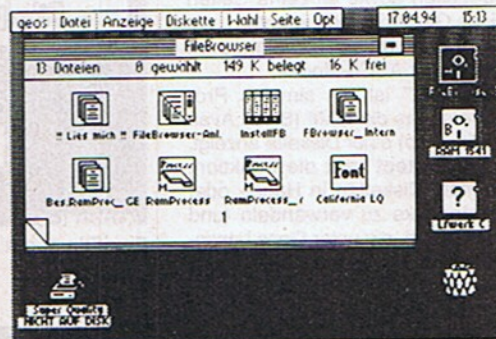 geos Datei Anzeige Diskette Wahl Seite Opt 17.04.94 15:13
FileBrowser
13 Dateien 0 gewählt 149 K belegt 16 K frei
!! Lies mich !! FileBrowser-Anl. InstallFB FBrowser_Intern
Bes.RamProc_GE RamProcess RamProcess_r California LQ
Font
RAM 1541
Lfwerk C
Super Quality
NICHT AUF DISK